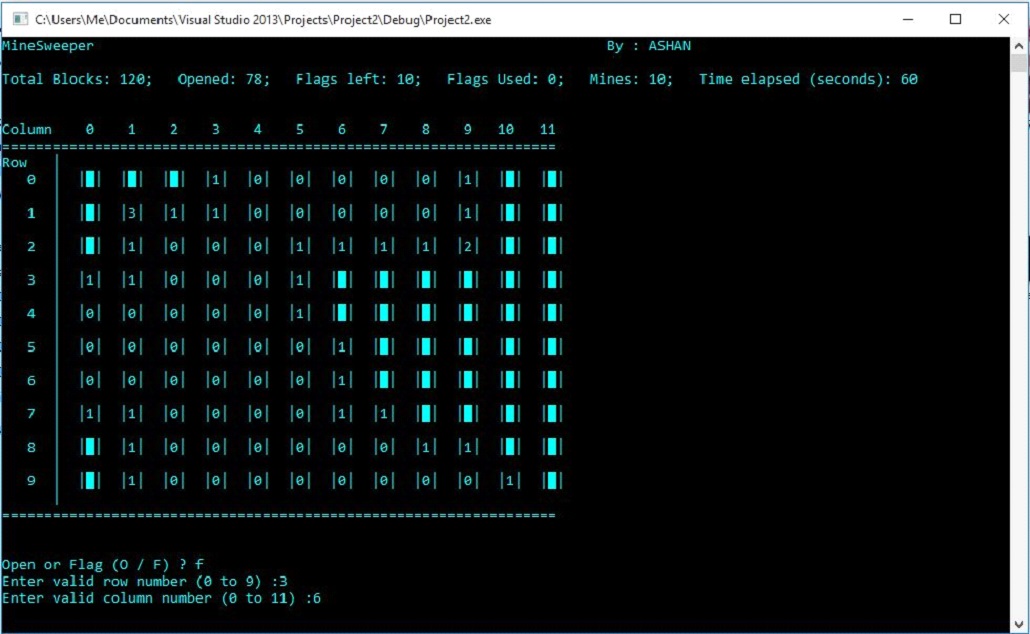 C:\Users\Me\Documents\Visual Studio 2013\Projects\Project2\Debug\Project2.exe
MineSweeper By : ASHAN
Total Blocks: 120; Opened: 78; Flags left: 10; Flags Used: 0; Mines: 10; Time elapsed (seconds): 60
Column 0 1 2 3 4 5 6 7 8 9 10 11
==================================================================
Row |
0 |█| |█| |█| |1| |0| |0| |0| |0| |0| |1| |█| |█|
1 |█| |3| |1| |1| |0| |0| |0| |0| |0| |1| |█| |█|
2 |█| |1| |0| |0| |0| |1| |1| |1| |1| |2| |█| |█|
3 |1| |1| |0| |0| |0| |1| |█| |█| |█| |█| |█| |█|
4 |0| |0| |0| |0| |0| |1| |█| |█| |█| |█| |█| |█|
5 |0| |0| |0| |0| |0| |0| |1| |█| |█| |█| |█| |█|
6 |0| |0| |0| |0| |0| |0| |1| |█| |█| |█| |█| |█|
7 |1| |1| |0| |0| |0| |0| |1| |1| |█| |█| |█| |█|
8 |█| |1| |0| |0| |0| |0| |0| |0| |1| |1| |█| |█|
9 |█| |1| |0| |0| |0| |0| |0| |0| |0| |0| |1| |█|
==================================================================
Open or Flag (O / F) ? f
Enter valid row number (0 to 9) :3
Enter valid column number (0 to 11) :6